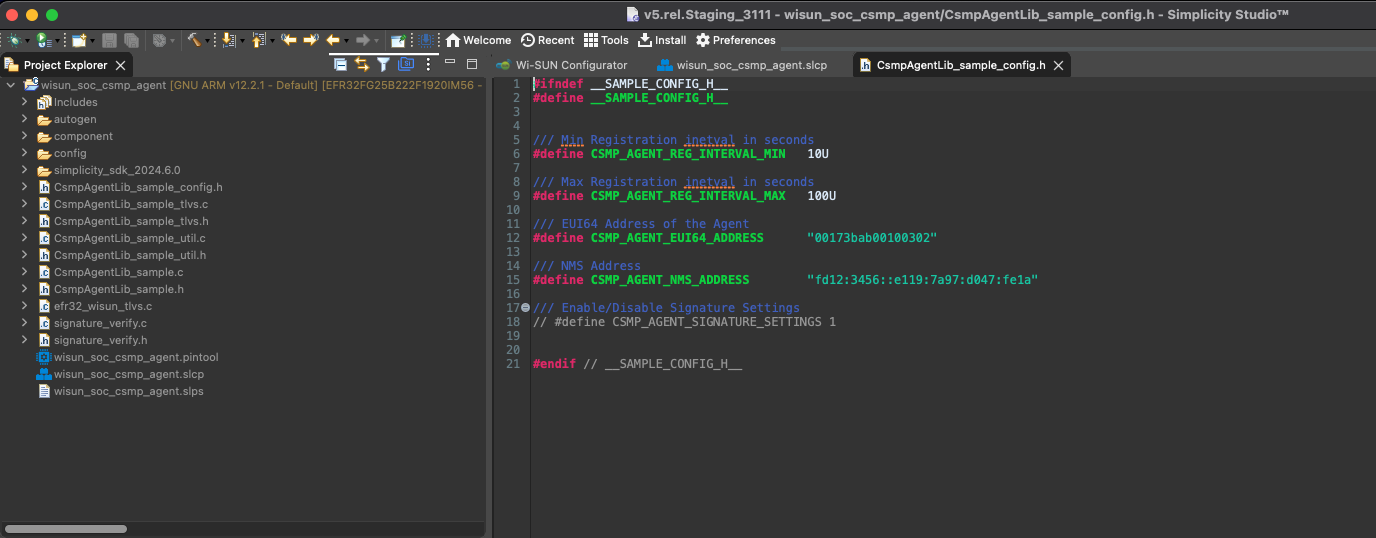 v5.rel.Staging_3111 - wisun_soc_csmp_agent/CsmpAgentLib_sample_config.h - Simplicity Studio™
Welcome Recent Tools Install Preferences
Project Explorer
Wi-SUN Configurator wisun_soc_csmp_agent.slcp CsmpAgentLib_sample_config.h
wisun_soc_csmp_agent [GNU ARM v12.2.1 - Default] [EFR32FG25B222F1920IM56 -
Includes
autogen
component
config
simplicity_sdk_2024.6.0
CsmpAgentLib_sample_config.h
CsmpAgentLib_sample_tlvs.c
CsmpAgentLib_sample_tlvs.h
CsmpAgentLib_sample_util.c
CsmpAgentLib_sample_util.h
CsmpAgentLib_sample.c
CsmpAgentLib_sample.h
efr32_wisun_tlvs.c
signature_verify.c
signature_verify.h
wisun_soc_csmp_agent.pintool
wisun_soc_csmp_agent.slcp
wisun_soc_csmp_agent.slps
1 #ifndef __SAMPLE_CONFIG_H__
2 #define __SAMPLE_CONFIG_H__
3
4
5 /// Min Registration inetval in seconds
6 #define CSMP_AGENT_REG_INTERVAL_MIN 10U
7
8 /// Max Registration inetval in seconds
9 #define CSMP_AGENT_REG_INTERVAL_MAX 100U
10
11 /// EUI64 Address of the Agent
12 #define CSMP_AGENT_EUI64_ADDRESS "00173bab00100302"
13
14 /// NMS Address
15 #define CSMP_AGENT_NMS_ADDRESS "fd12:3456::e119:7a97:d047:fe1a"
16
17 /// Enable/Disable Signature Settings
18 // #define CSMP_AGENT_SIGNATURE_SETTINGS 1
19
20
21 #endif // __SAMPLE_CONFIG_H__